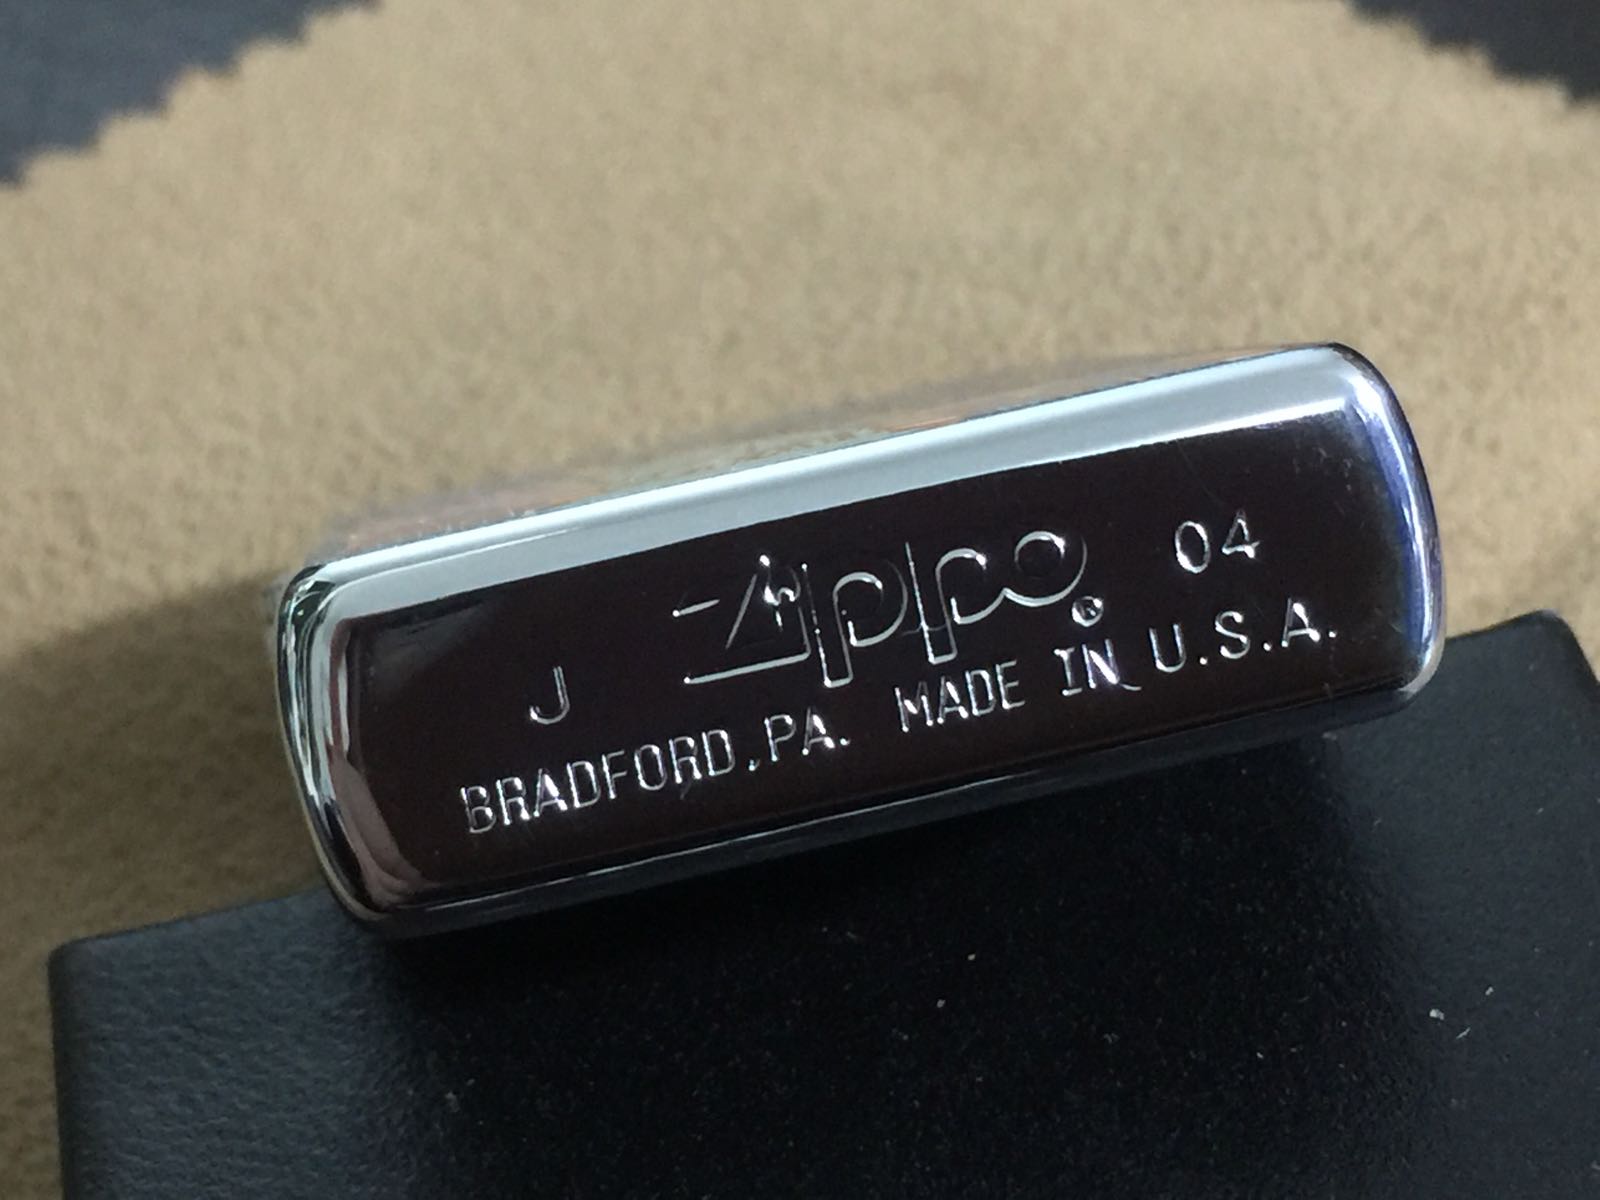 J Zippo® 04
BRADFORD, PA. MADE IN U.S.A.